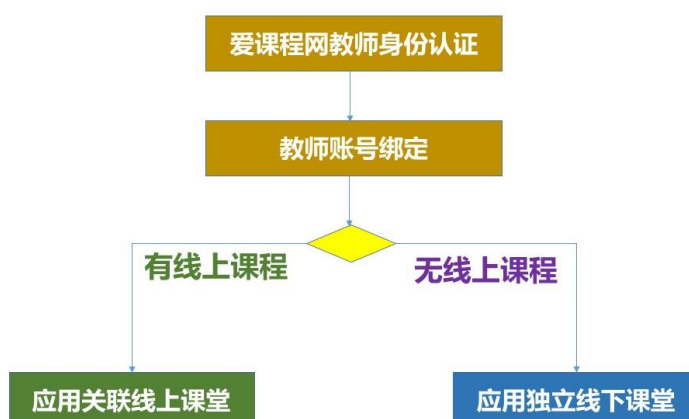 爱课程网教师身份认证
教师账号绑定
有线上课程
无线上课程
应用关联线上课堂
应用独立线下课堂